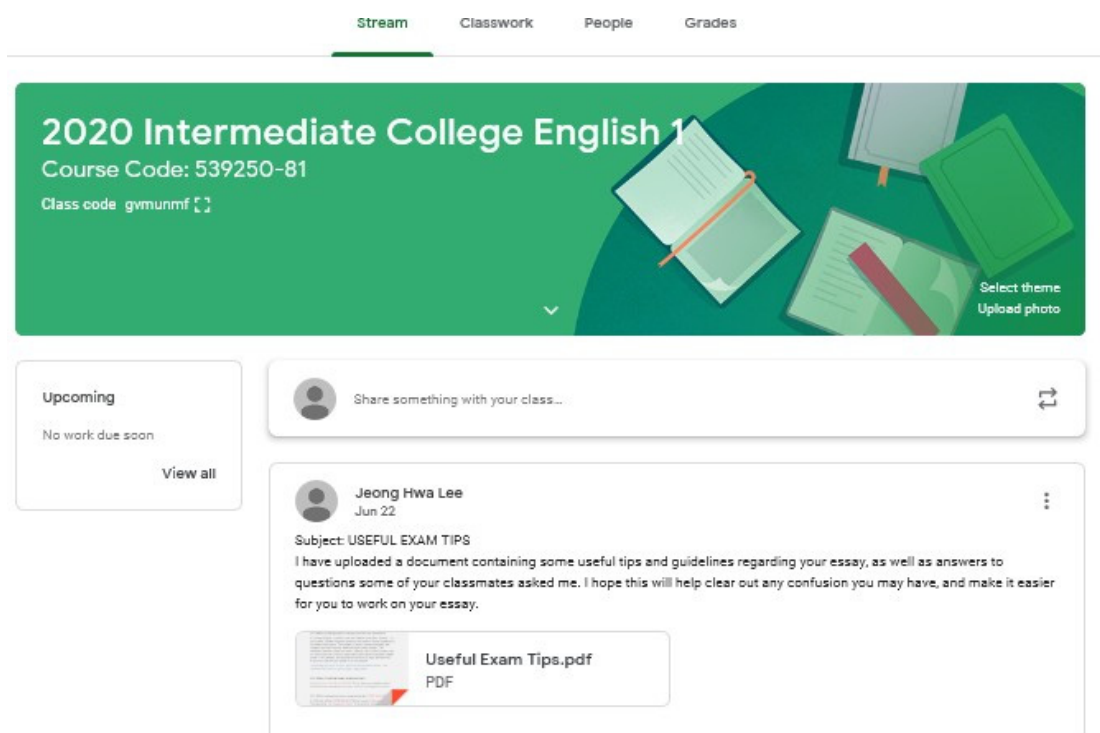 Stream Classwork People Grades
2020 Intermediate College English 1
Course Code: 539250-81
Class code gvmunmf
Select theme
Upload photo
Upcoming
No work due soon
View all
Share something with your class...
Jeong Hwa Lee
Jun 22
Subject: USEFUL EXAM TIPS
I have uploaded a document containing some useful tips and guidelines regarding your essay, as well as answers to
questions some of your classmates asked me. I hope this will help clear out any confusion you may have, and make it easier
for you to work on your essay.
Useful Exam Tips.pdf
PDF